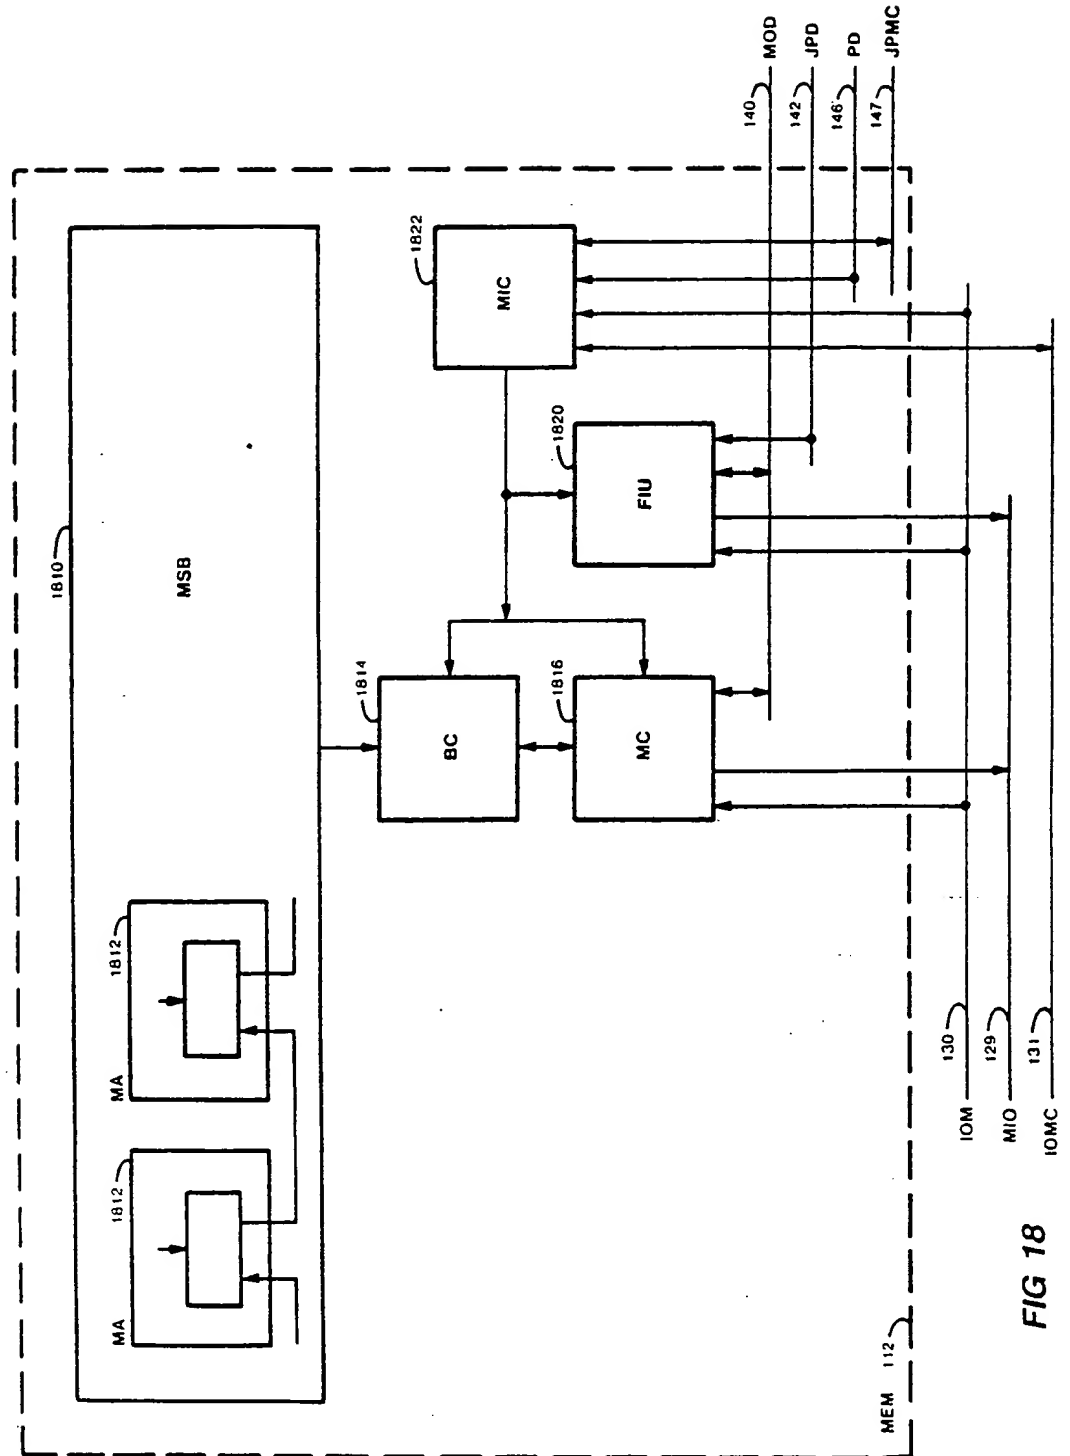 1810
MSB
MA
1812
MA
1812
1822
MIC
1814
BC
1820
FIU
1816
MC
140
MOD
142
JPD
146
PD
147
JPMC
IOM
130
MIO
129
IOMC
131
MEM 112
FIG 18